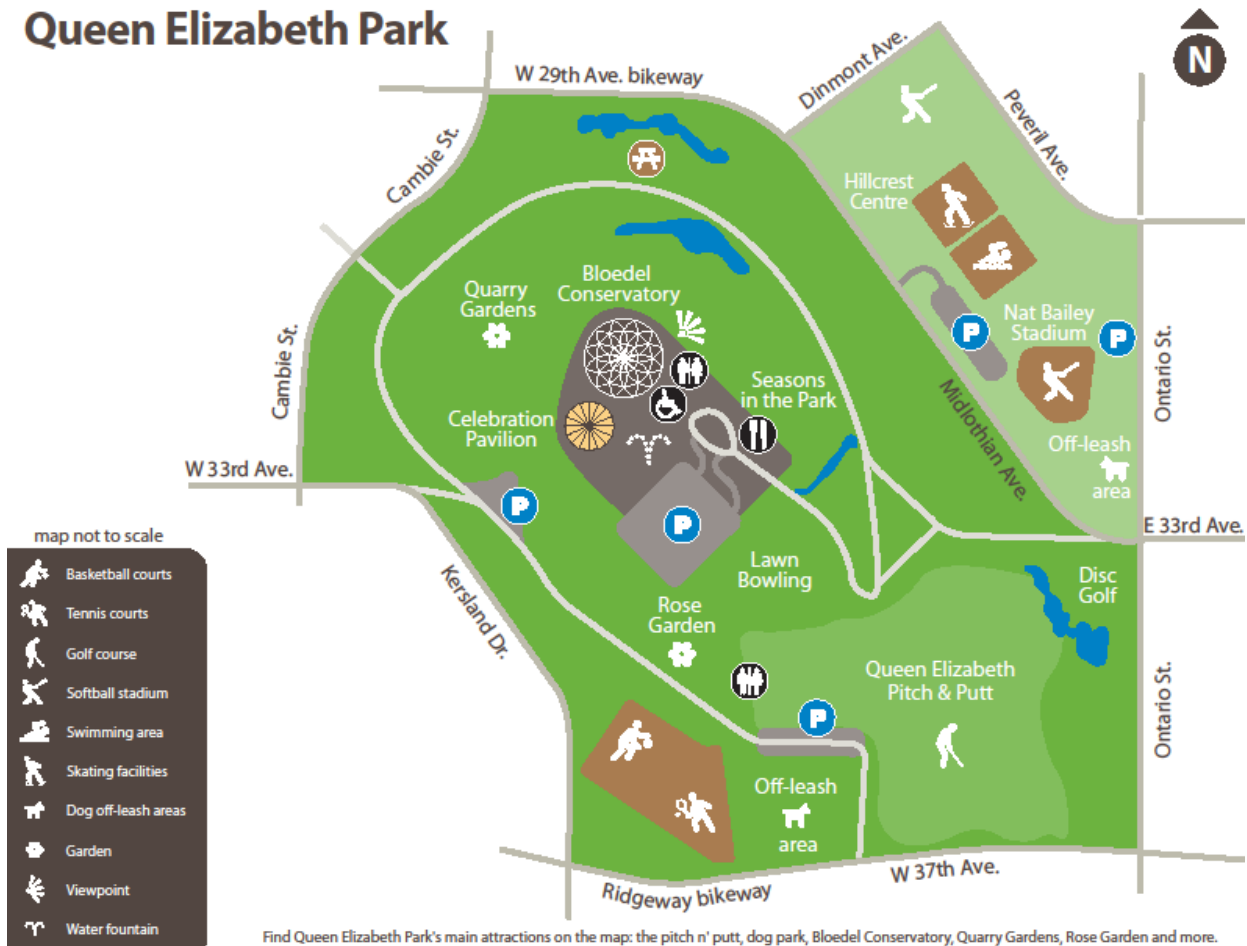 Queen Elizabeth Park
N
W 29th Ave. bikeway
Dinmont Ave.
Peveril Ave.
Cambie St.
Hillcrest
Centre
Quarry
Gardens
Bloedel
Conservatory
Nat Bailey
Stadium
P
P
Ontario St.
Cambie St.
Seasons
in the Park
Midlothian Ave.
Celebration
Pavilion
Off-leash
area
W 33rd Ave.
P
P
E 33rd Ave.
Kersland Dr.
Lawn
Bowling
Disc
Golf
Rose
Garden
Queen Elizabeth
Pitch & Putt
P
Ontario St.
Off-leash
area
W 37th Ave.
Ridgeway bikeway
map not to scale
Basketball courts
Tennis courts
Golf course
Softball stadium
Swimming area
Skating facilities
Dog off-leash areas
Garden
Viewpoint
Water fountain
Find Queen Elizabeth Park's main attractions on the map: the pitch n' putt, dog park, Bloedel Conservatory, Quarry Gardens, Rose Garden and more.